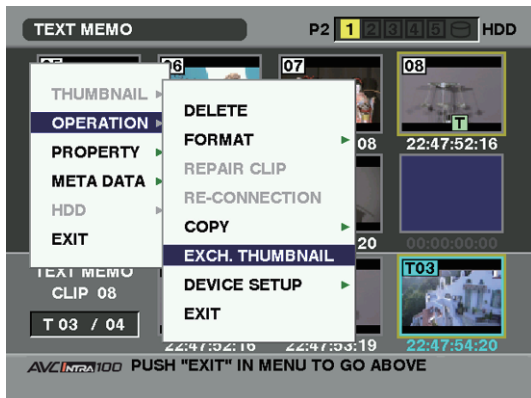 TEXT MEMO
P2 1 2 3 4 5 HDD
06 07 08
THUMBNAIL
OPERATION
PROPERTY
META DATA
HDD
EXIT
DELETE
FORMAT
REPAIR CLIP
RE-CONNECTION
COPY
EXCH. THUMBNAIL
DEVICE SETUP
EXIT
T
08 22:47:52:16
20 00:00:00:00
TEXT MEMO
CLIP 08
T 03 / 04
T03
22:47:52:16 22:47:53:19 22:47:54:20
AVC INTRA 100 PUSH "EXIT" IN MENU TO GO ABOVE